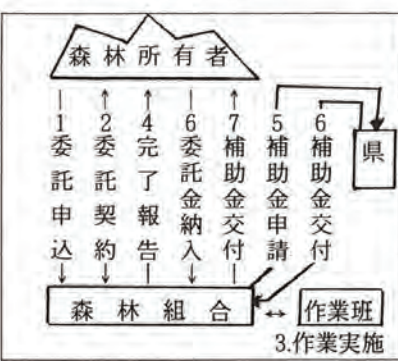 森林所有者
1委託申込
2委託契約
4完了報告
6委託金納入
7補助金交付
5補助金申請
6補助金交付
県
森林組合
作業班
3.作業実施